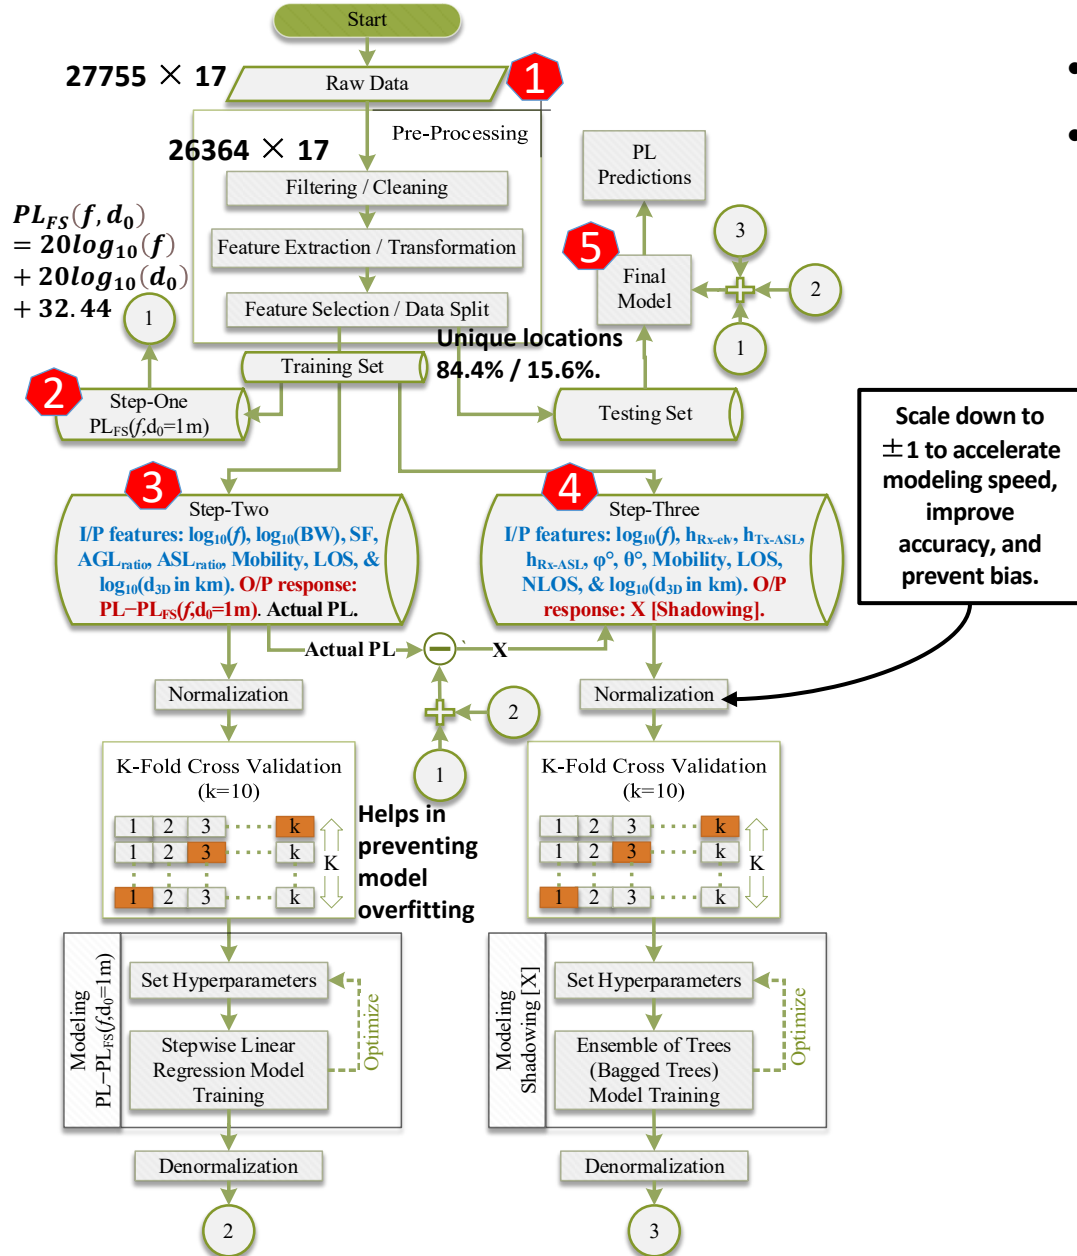 Start
27755 × 17
Raw Data
1
Pre-Processing
26364 × 17
Filtering / Cleaning
Feature Extraction / Transformation
Feature Selection / Data Split
PL_FS(f, d₀)
= 20log₁₀(f)
+ 20log₁₀(d₀)
+ 32.44
1
PL
Predictions
5
Final
Model
3
2
1
Unique locations
84.4% / 15.6%.
Training Set
2
Step-One
PL_FS(f,d₀=1m)
Testing Set
Scale down to
±1 to accelerate
modeling speed,
improve
accuracy, and
prevent bias.
3
Step-Two
I/P features: log₁₀(f), log₁₀(BW), SF,
AGL_ratio, ASL_ratio, Mobility, LOS, &
log₁₀(d_3D in km). O/P response:
PL−PL_FS(f,d₀=1m). Actual PL.
4
Step-Three
I/P features: log₁₀(f), h_Rx-elv, h_Tx-ASL,
h_Rx-ASL, φ°, θ°, Mobility, LOS,
NLOS, & log₁₀(d_3D in km). O/P
response: X [Shadowing].
Actual PL
−
X
Normalization
2
1
Normalization
K-Fold Cross Validation
(k=10)
1 2 3 k
1 2 3 k
1 2 3 k
K
Helps in
preventing
model
overfitting
K-Fold Cross Validation
(k=10)
1 2 3 k
1 2 3 k
1 2 3 k
K
Modeling
PL−PL_FS(f,d₀=1m)
Set Hyperparameters
Stepwise Linear
Regression Model
Training
Optimize
Denormalization
2
Modeling
Shadowing [X]
Set Hyperparameters
Ensemble of Trees
(Bagged Trees)
Model Training
Optimize
Denormalization
3